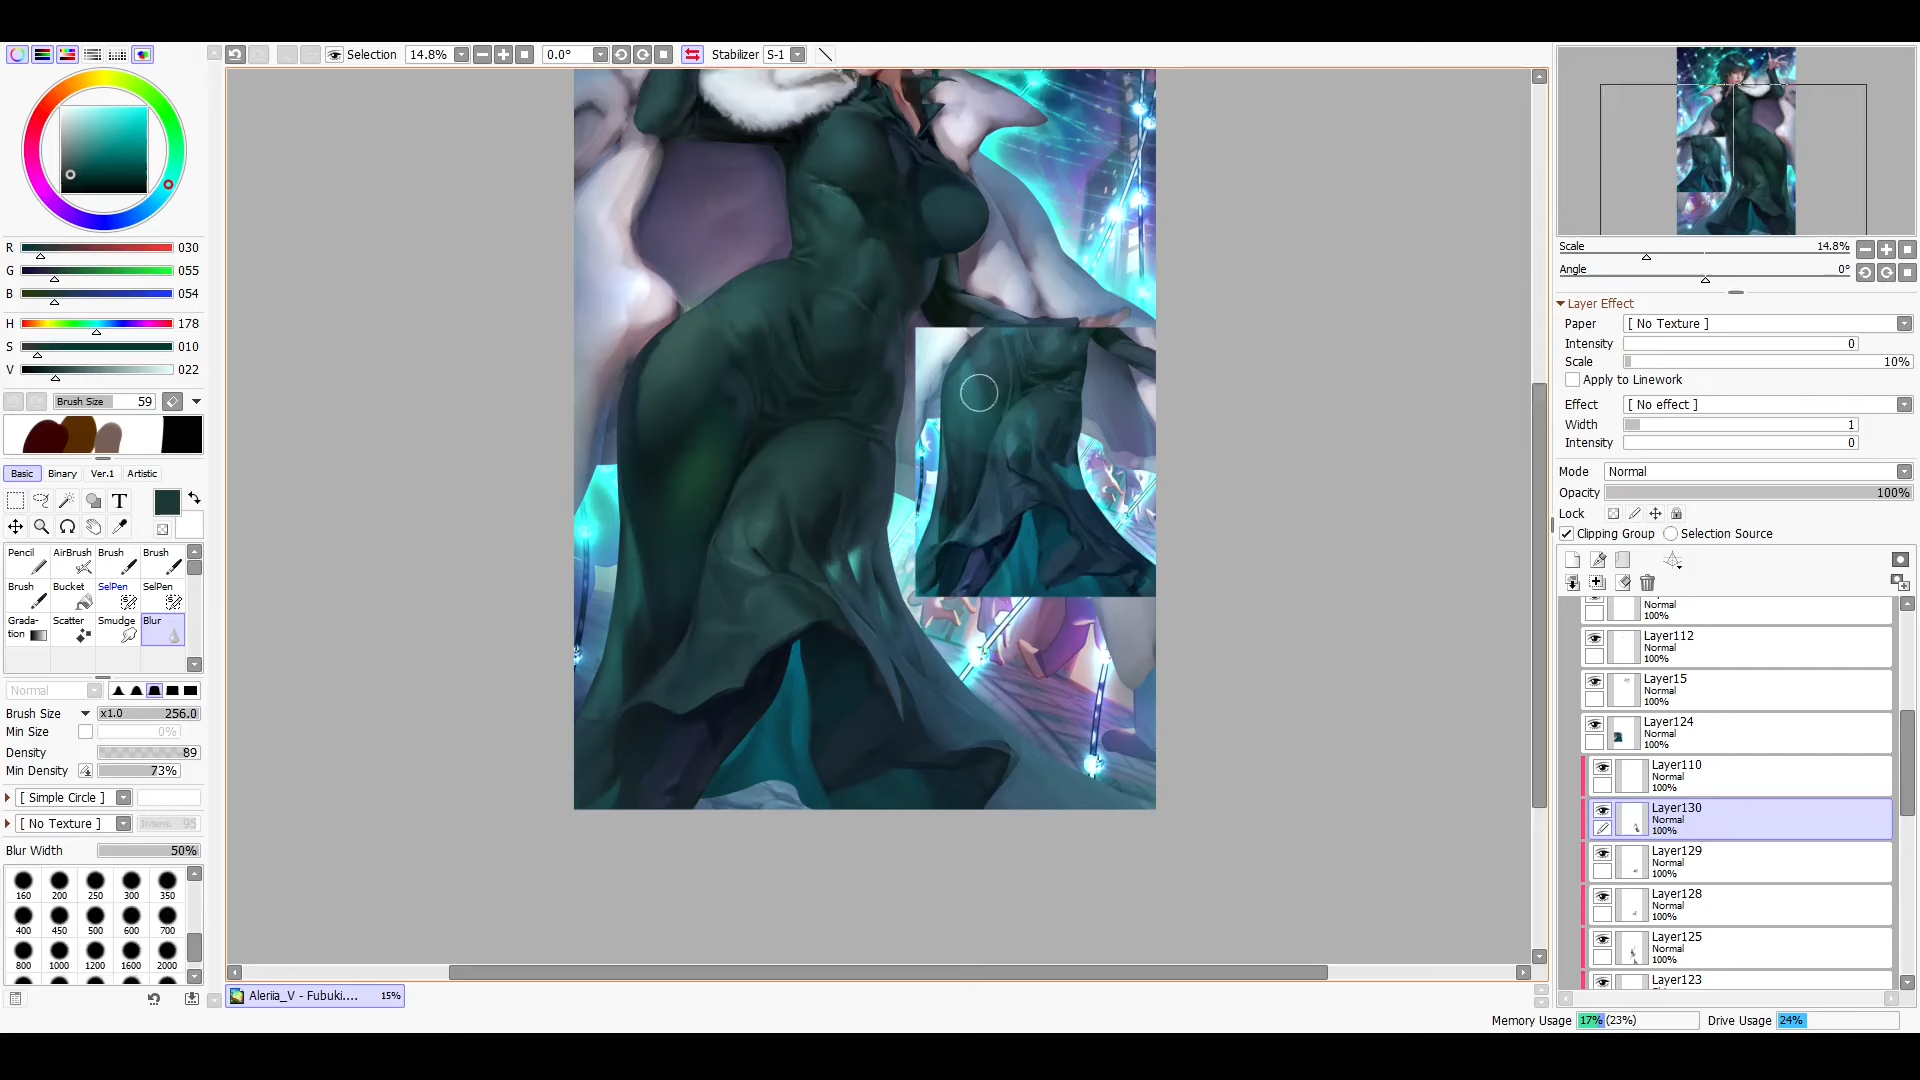 Selection 14.8% 0.0° Stabilizer S-1
R 030
G 055
B 054
H 178
S 010
V 022
Brush Size 59
Basic Binary Ver.1 Artistic
T
Pencil AirBrush Brush Brush
Brush Bucket SelPen SelPen
Grada-tion Scatter Smudge Blur
Normal
Brush Size x1.0 256.0
Min Size 0%
Density 89
Min Density 73%
[ Simple Circle ]
[ No Texture ] 95
Blur Width 50%
160 200 250 300 350
400 450 500 600 700
800 1000 1200 1600 2000
Aleriia_V - Fubuki.... 15%
Scale 14.8%
Angle 0°
Layer Effect
Paper [ No Texture ]
Intensity 0
Scale 10%
Apply to Linework
Effect [ No effect ]
Width 1
Intensity 0
Mode Normal
Opacity 100%
Lock
Clipping Group Selection Source
Normal
100%
Layer112
Normal
100%
Layer15
Normal
100%
Layer124
Normal
100%
Layer110
Normal
100%
Layer130
Normal
100%
Layer129
Normal
100%
Layer128
Normal
100%
Layer125
Normal
100%
Layer123
Memory Usage 17% (23%) Drive Usage 24%